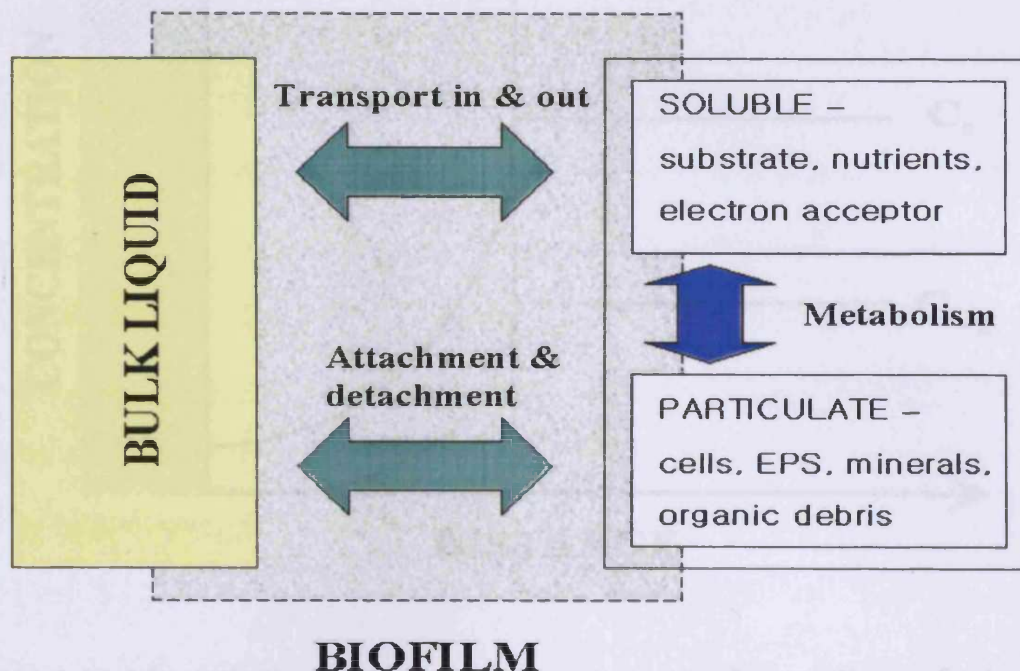 BULK LIQUID
Transport in & out
Attachment &
detachment
SOLUBLE –
substrate, nutrients,
electron acceptor
Metabolism
PARTICULATE –
cells, EPS, minerals,
organic debris
BIOFILM